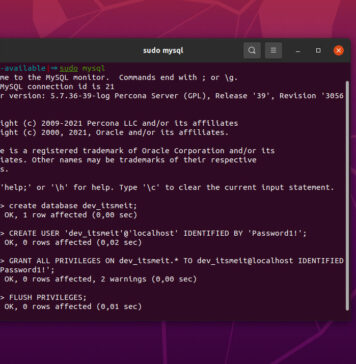 sudo mysql
-available  sudo mysql
me to the MySQL monitor.  Commands end with ; or \g.
MySQL connection id is 21
r version: 5.7.36-39-log Percona Server (GPL), Release '39', Revision '3056
ight (c) 2009-2021 Percona LLC and/or its affiliates
ight (c) 2000, 2021, Oracle and/or its affiliates.
e is a registered trademark of Oracle Corporation and/or its
iates. Other names may be trademarks of their respective
s.
'help;' or '\h' for help. Type '\c' to clear the current input statement.
> create database dev_itsmeit;
OK, 1 row affected (0,00 sec)
> CREATE USER 'dev_itsmeit'@'localhost' IDENTIFIED BY 'Password1!';
OK, 0 rows affected (0,02 sec)
> GRANT ALL PRIVILEGES ON dev_itsmeit.* TO dev_itsmeit@localhost IDENTIFIED
Password1!';
OK, 0 rows affected, 2 warnings (0,00 sec)
> FLUSH PRIVILEGES;
OK, 0 rows affected (0,01 sec)